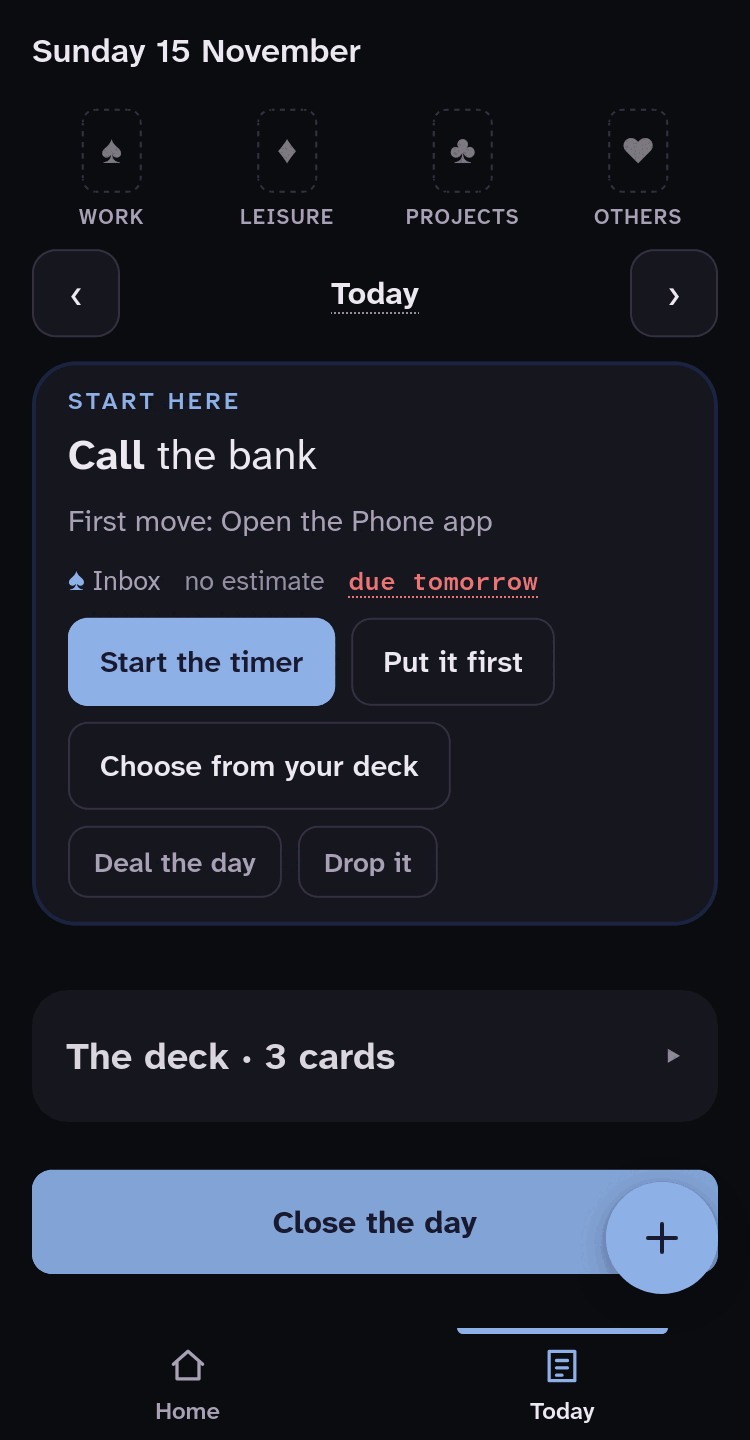 Sunday 15 November
♠ ♦ ♣ ♥
WORK LEISURE PROJECTS OTHERS
‹ Today ›
START HERE
Call the bank
First move: Open the Phone app
♠ Inbox no estimate due tomorrow
Start the timer Put it first
Choose from your deck
Deal the day Drop it
The deck · 3 cards ▶
Close the day
+
Home Today